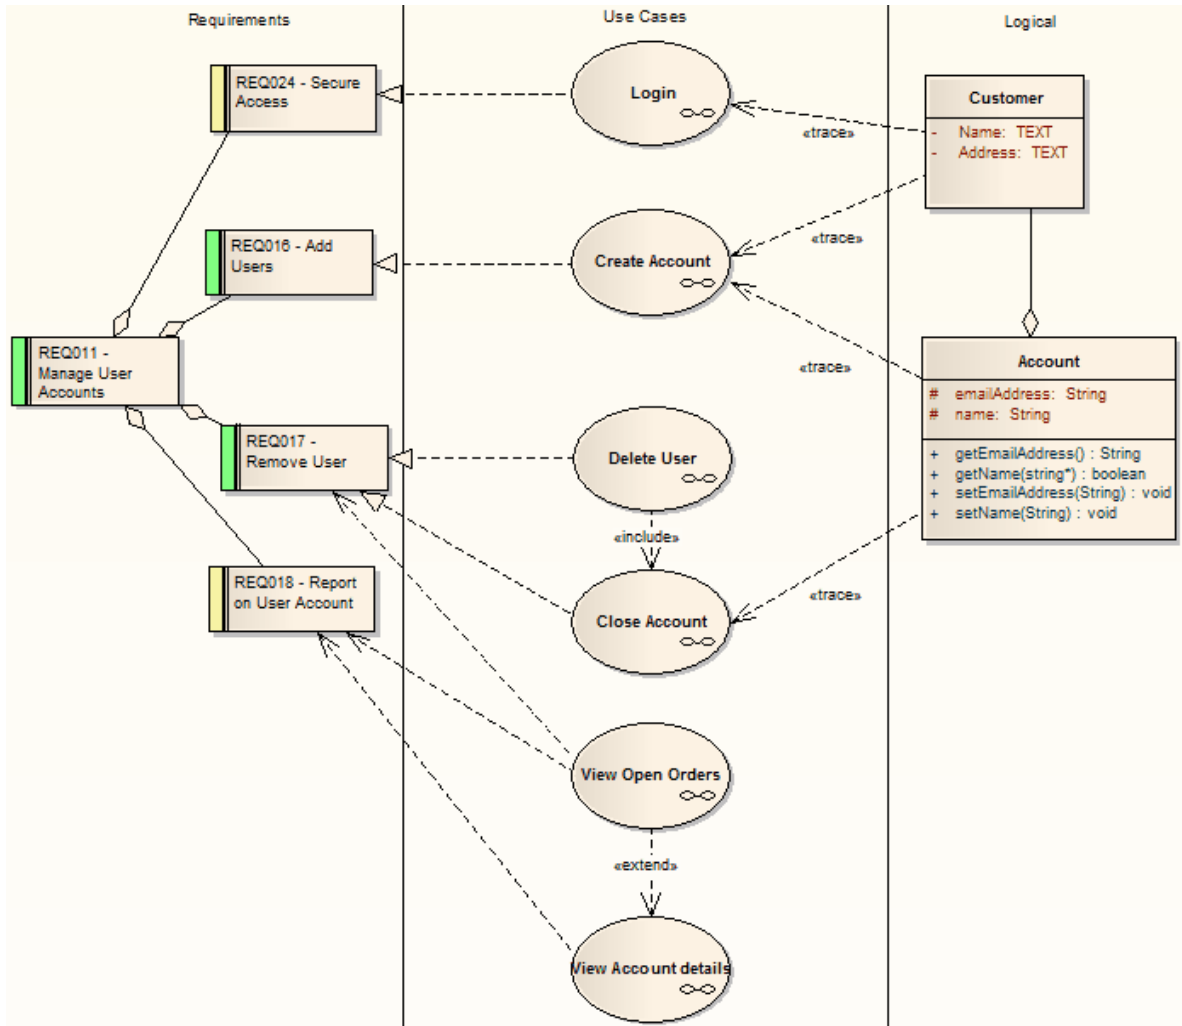 Requirements
Use Cases
Logical
REQ024 - Secure
Access
Login
Customer
- Name: TEXT
- Address: TEXT
«trace»
REQ016 - Add
Users
Create Account
«trace»
REQ011 -
Manage User
Accounts
«trace»
Account
# emailAddress: String
# name: String
+ getEmailAddress() : String
+ getName(string*) : boolean
+ setEmailAddress(String) : void
+ setName(String) : void
REQ017 -
Remove User
Delete User
«include»
REQ018 - Report
on User Account
Close Account
«trace»
View Open Orders
«extend»
View Account details